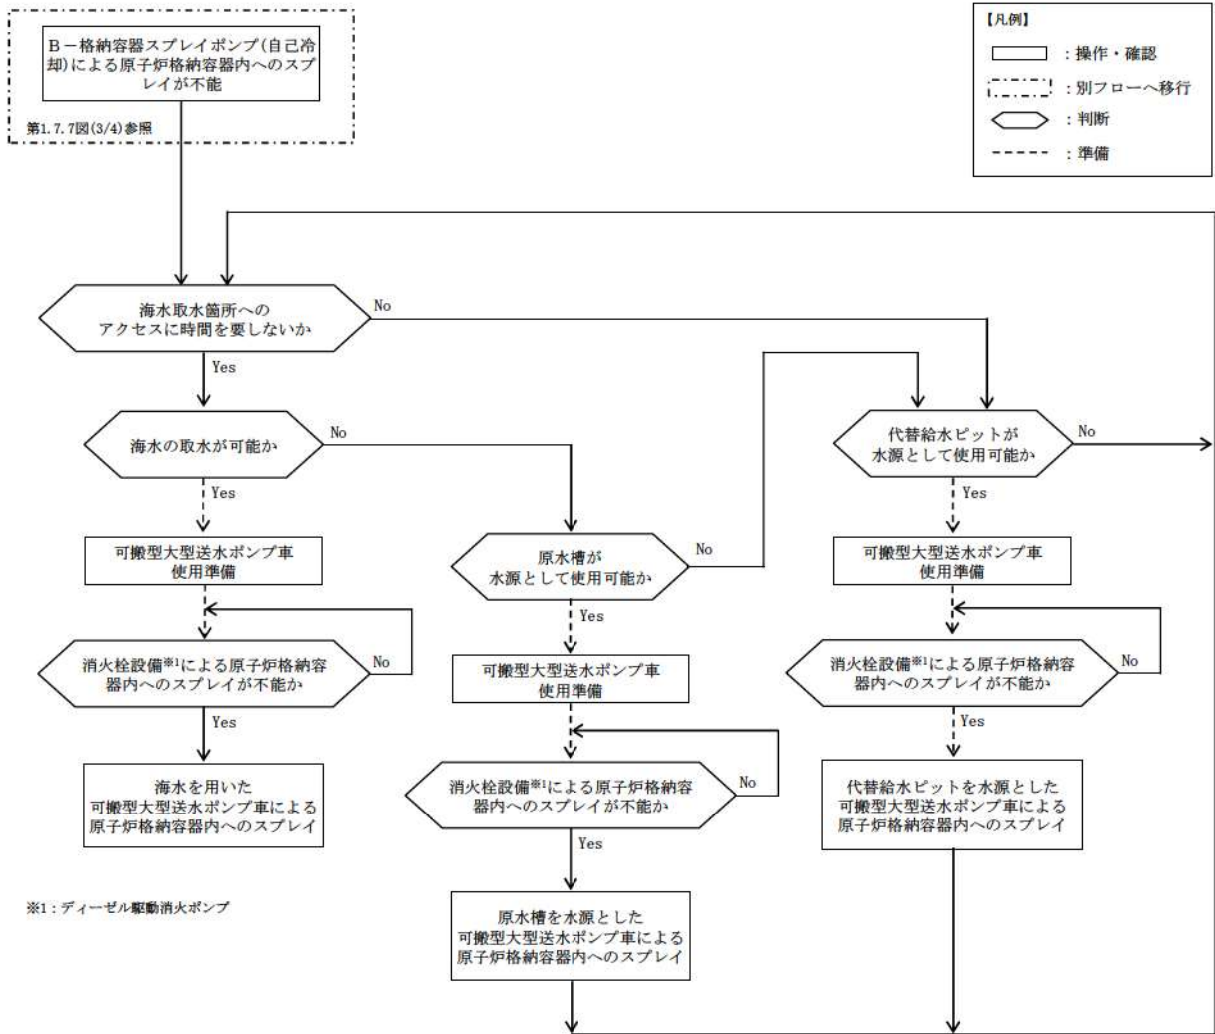 B－格納容器スプレイポンプ(自己冷
却)による原子炉格納容器内へのスプ
レイが不能
第1.7.7図(3/4)参照
【凡例】
：操作・確認
：別フローへ移行
：判断
：準備
海水取水箇所への
アクセスに時間を要しないか
No
Yes
海水の取水が可能か
No
Yes
代替給水ピットが
水源として使用可能か
No
Yes
可搬型大型送水ポンプ車
使用準備
原水槽が
水源として使用可能か
No
Yes
可搬型大型送水ポンプ車
使用準備
消火栓設備※1による原子炉格納容
器内へのスプレイが不能か
No
Yes
可搬型大型送水ポンプ車
使用準備
消火栓設備※1による原子炉格納容
器内へのスプレイが不能か
No
Yes
海水を用いた
可搬型大型送水ポンプ車による
原子炉格納容器内へのスプレイ
消火栓設備※1による原子炉格納容
器内へのスプレイが不能か
No
Yes
代替給水ピットを水源とした
可搬型大型送水ポンプ車による
原子炉格納容器内へのスプレイ
原水槽を水源とした
可搬型大型送水ポンプ車による
原子炉格納容器内へのスプレイ
※1：ディーゼル駆動消火ポンプ